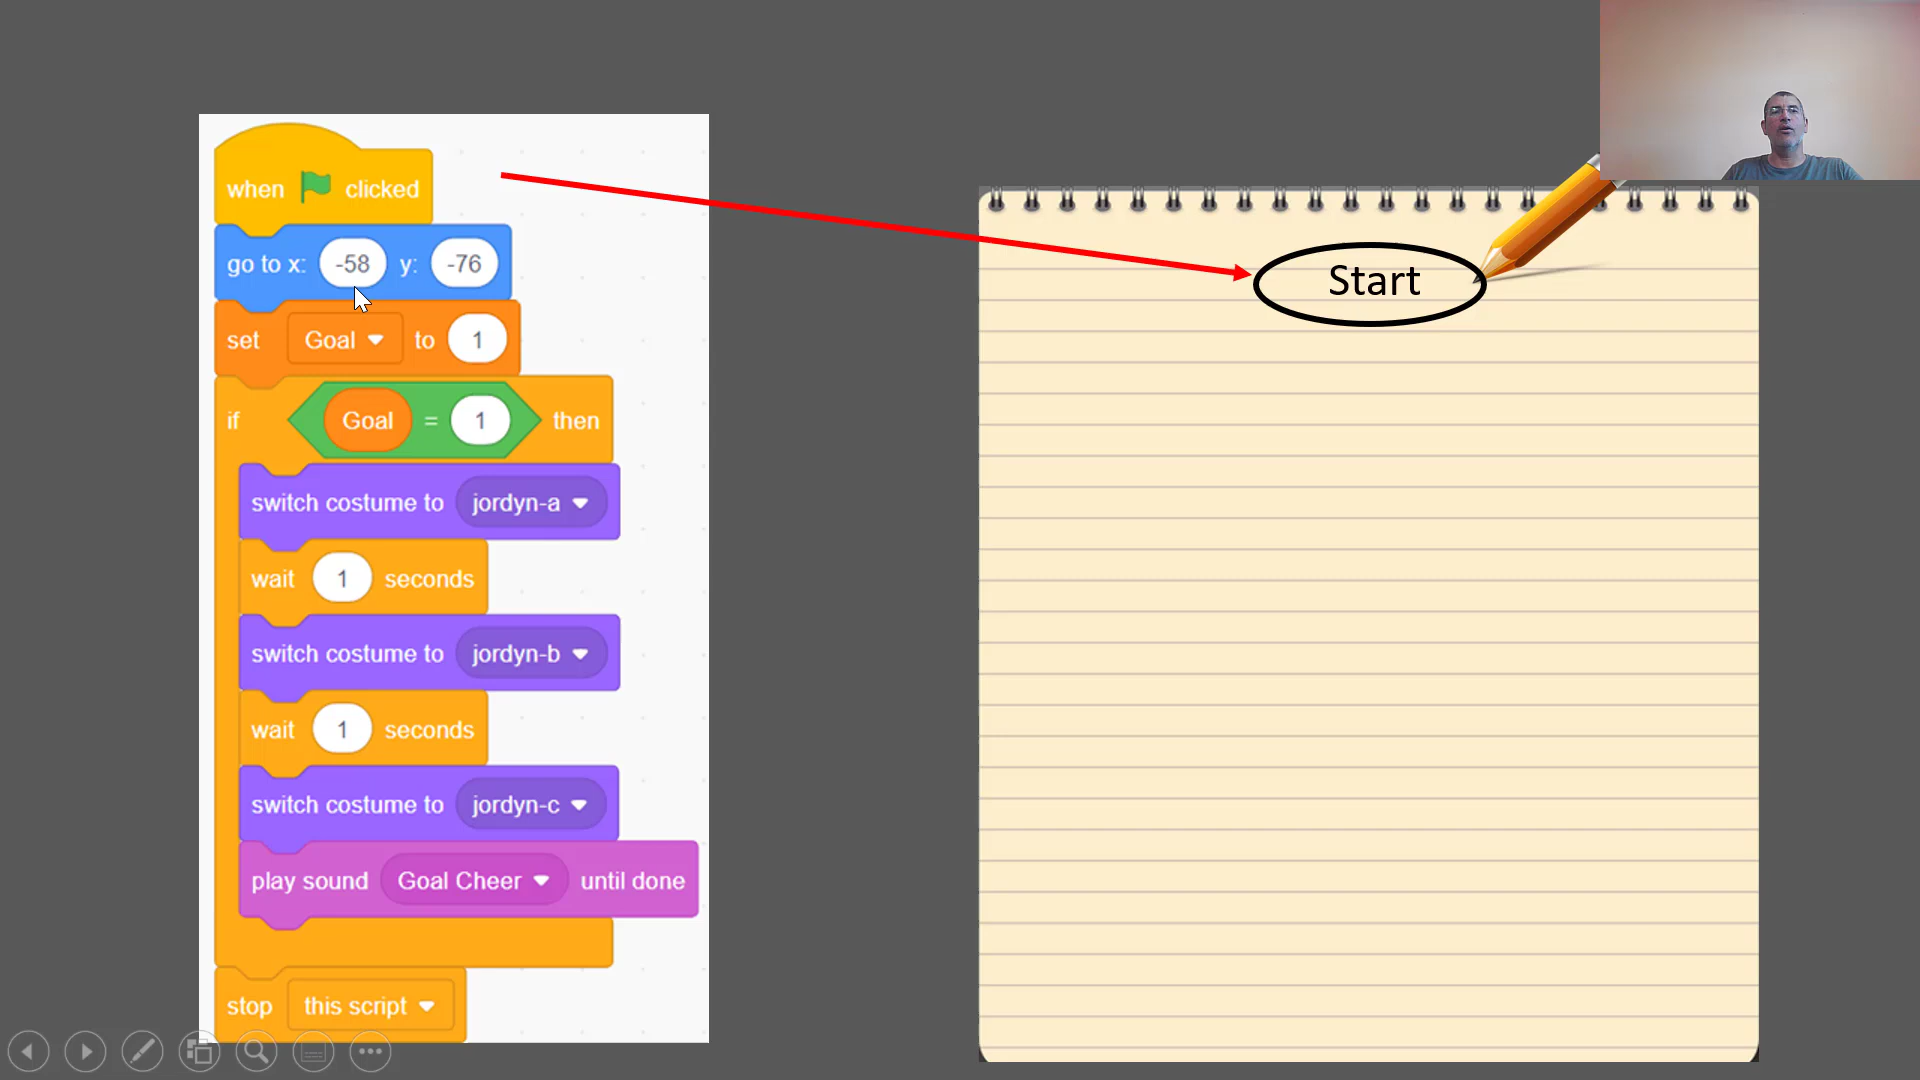 when clicked
go to x: -58 y: -76
set Goal to 1
if Goal = 1 then
switch costume to jordyn-a
wait 1 seconds
switch costume to jordyn-b
wait 1 seconds
switch costume to jordyn-c
play sound Goal Cheer until done
stop this script
Start